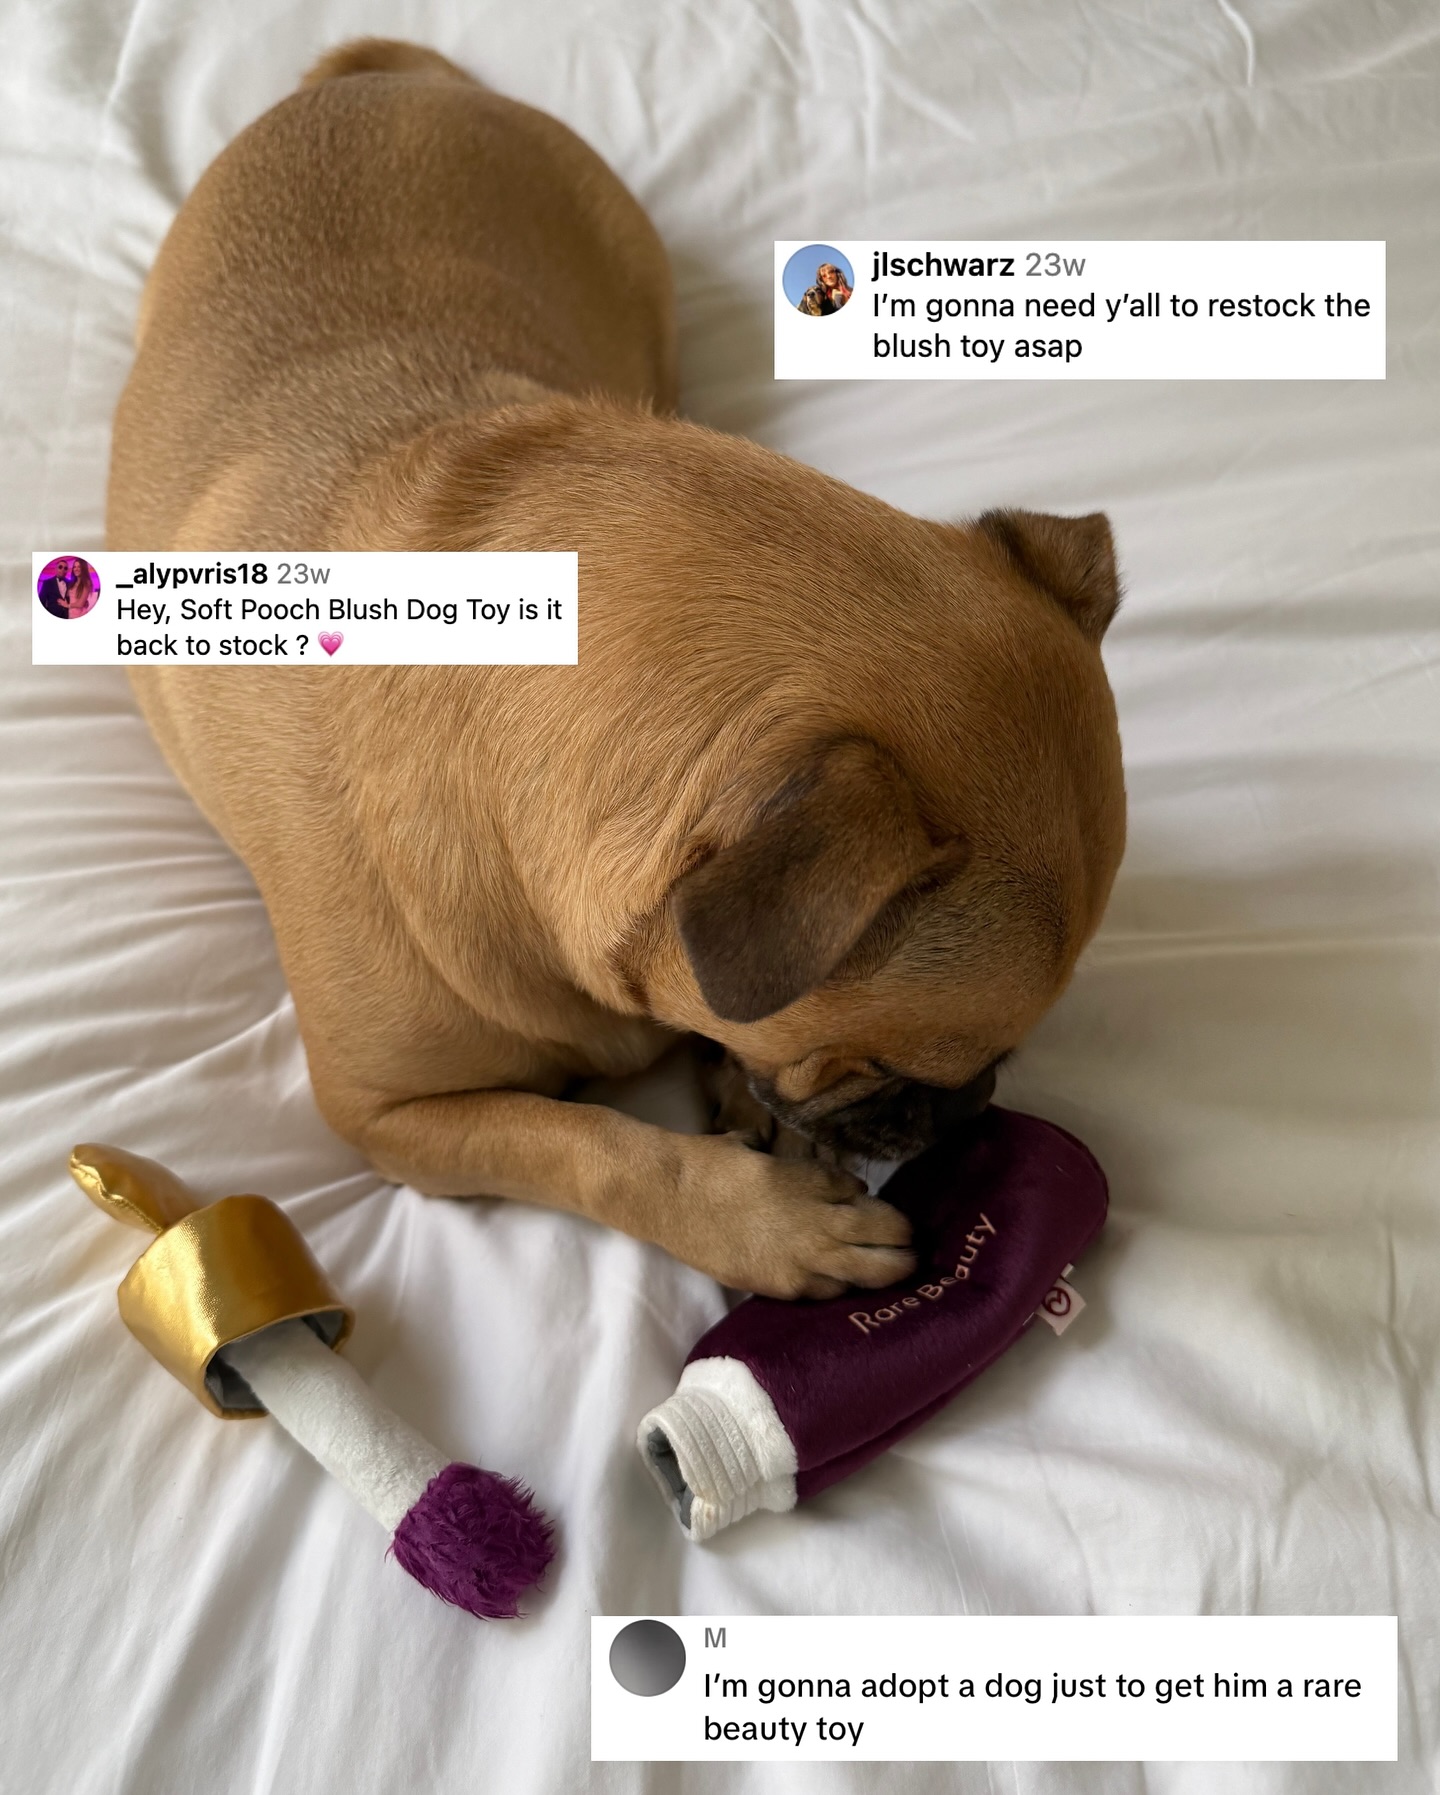 jlschwarz 23w
I’m gonna need y’all to restock the
blush toy asap
_alypvris18 23w
Hey, Soft Pooch Blush Dog Toy is it
back to stock ? 💗
Rare Beauty
M
I’m gonna adopt a dog just to get him a rare
beauty toy